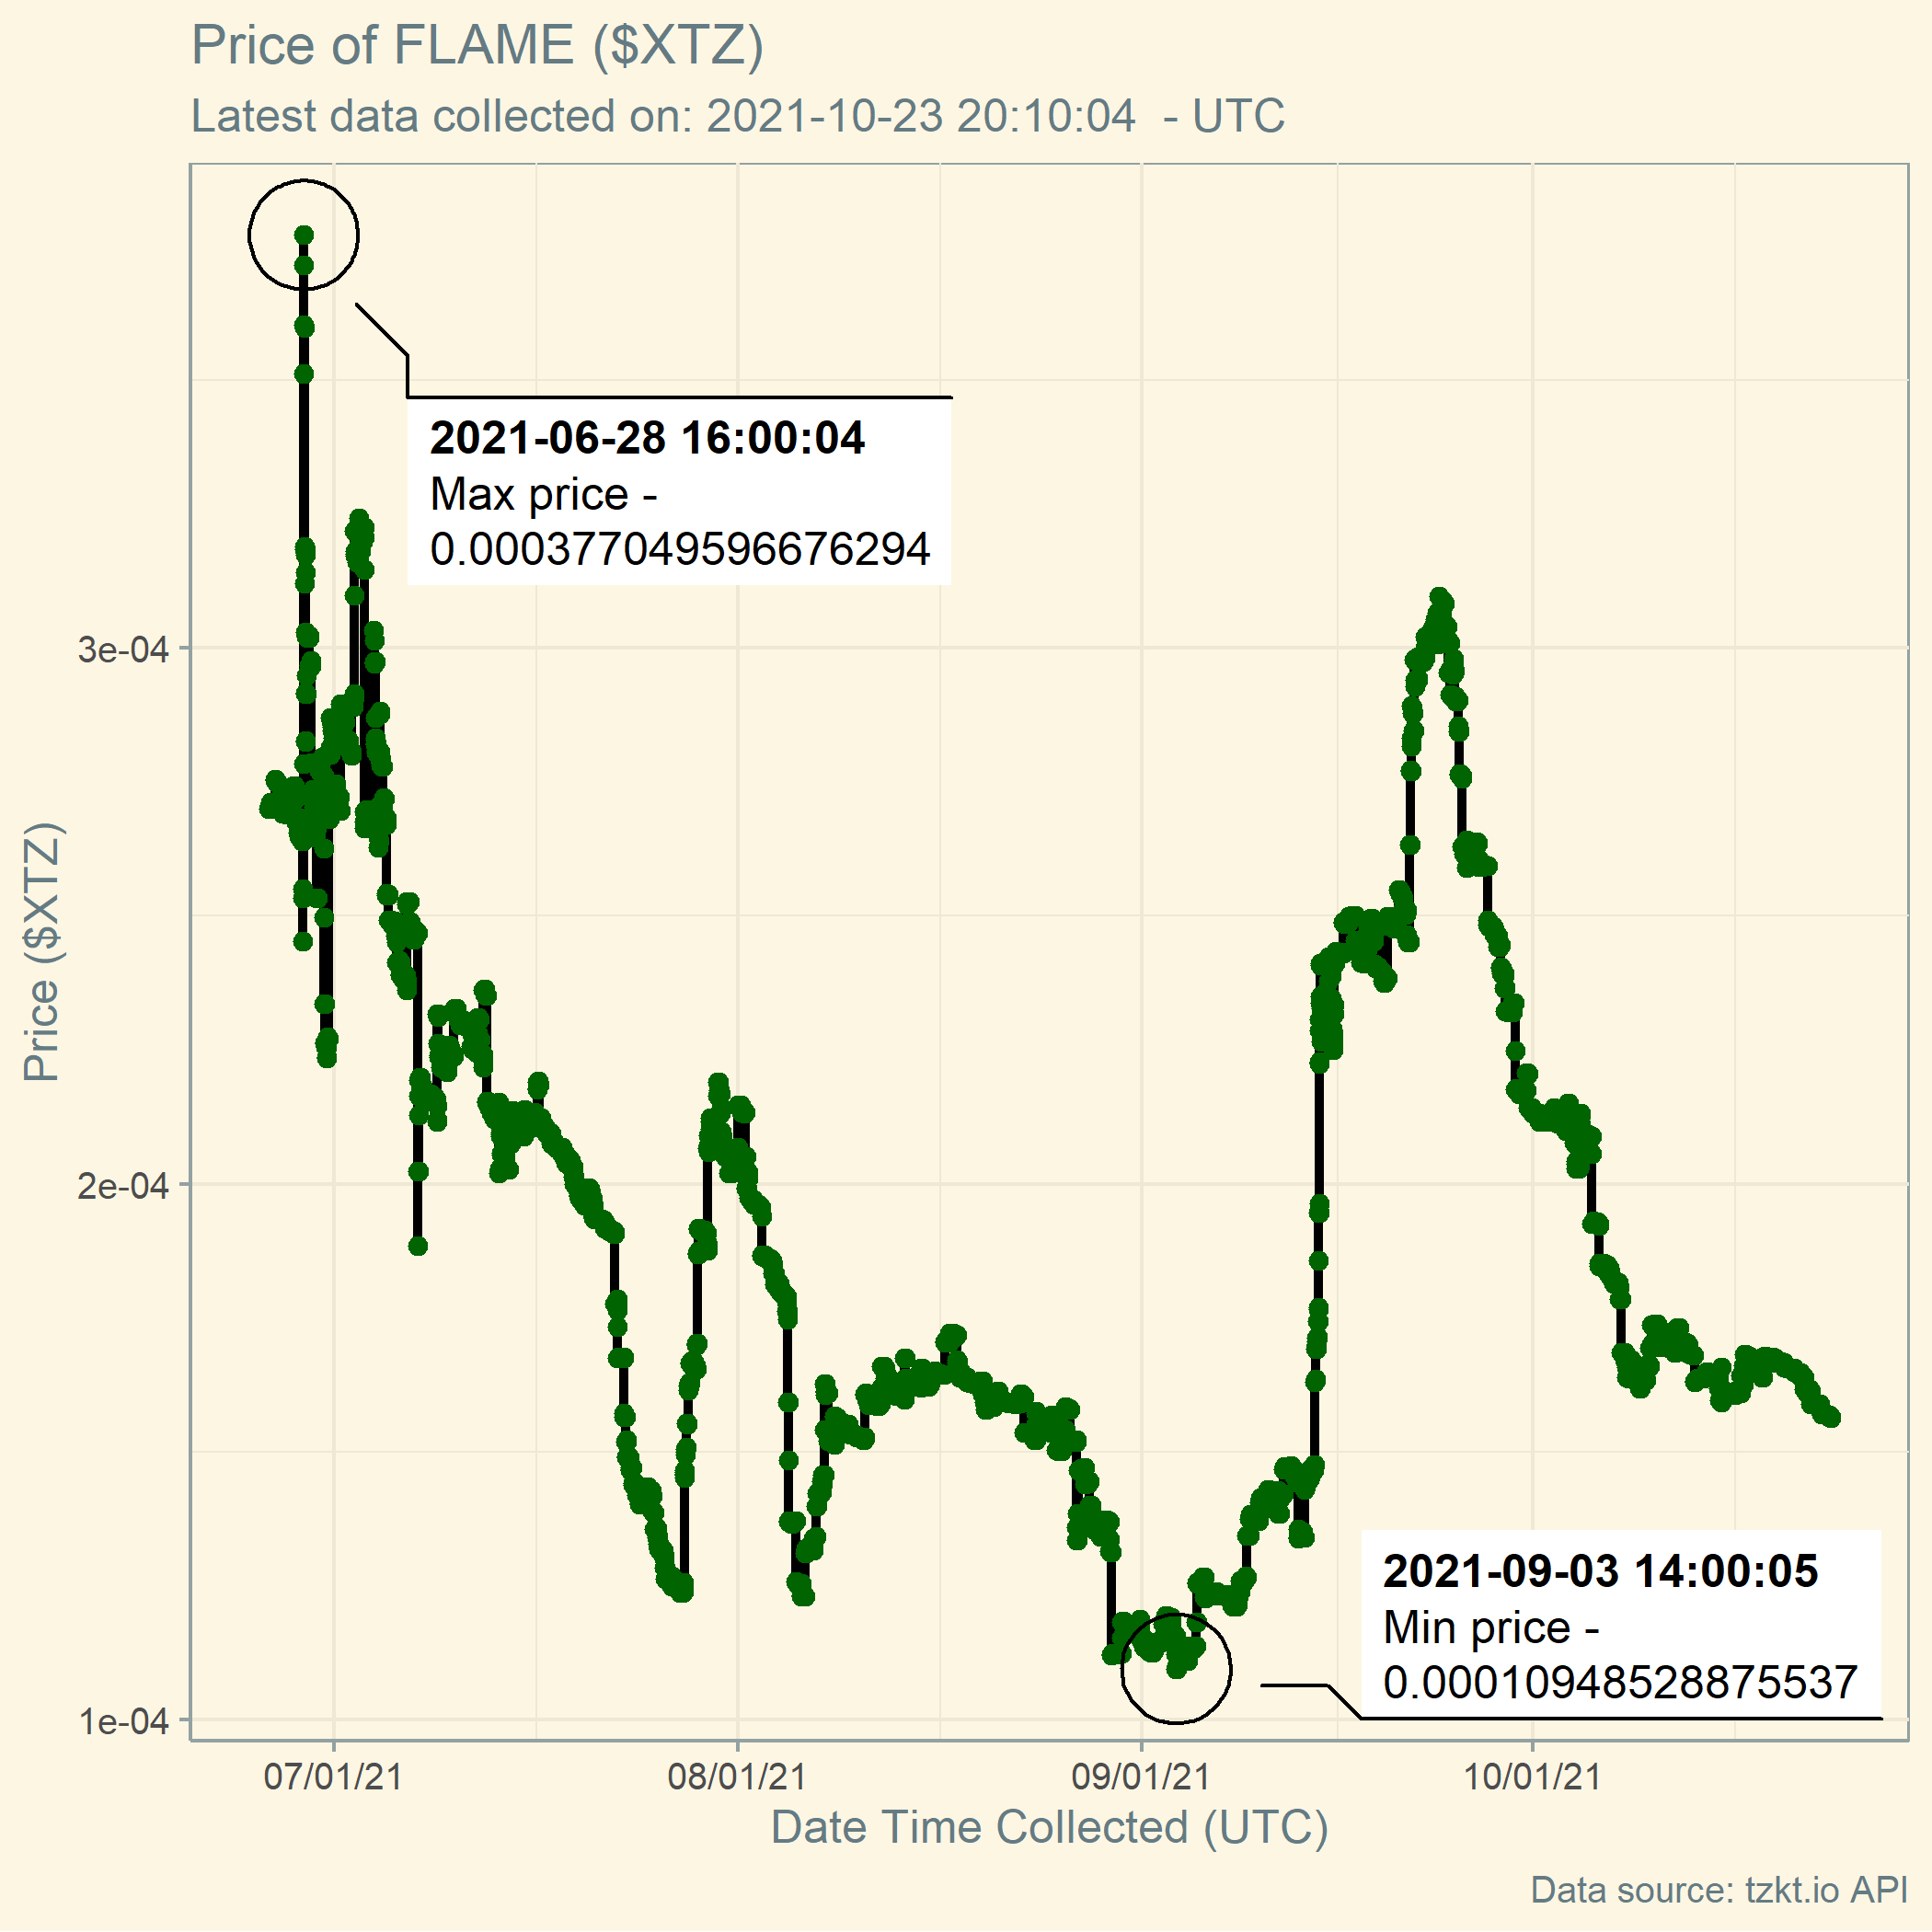 Price of FLAME ($XTZ)
Latest data collected on: 2021-10-23 20:10:04  - UTC
2021-06-28 16:00:04
Max price -
0.000377049596676294
3e-04
2e-04
1e-04
Price ($XTZ)
2021-09-03 14:00:05
Min price -
0.000109485288755537
07/01/21
08/01/21
09/01/21
10/01/21
Date Time Collected (UTC)
Data source: tzkt.io API